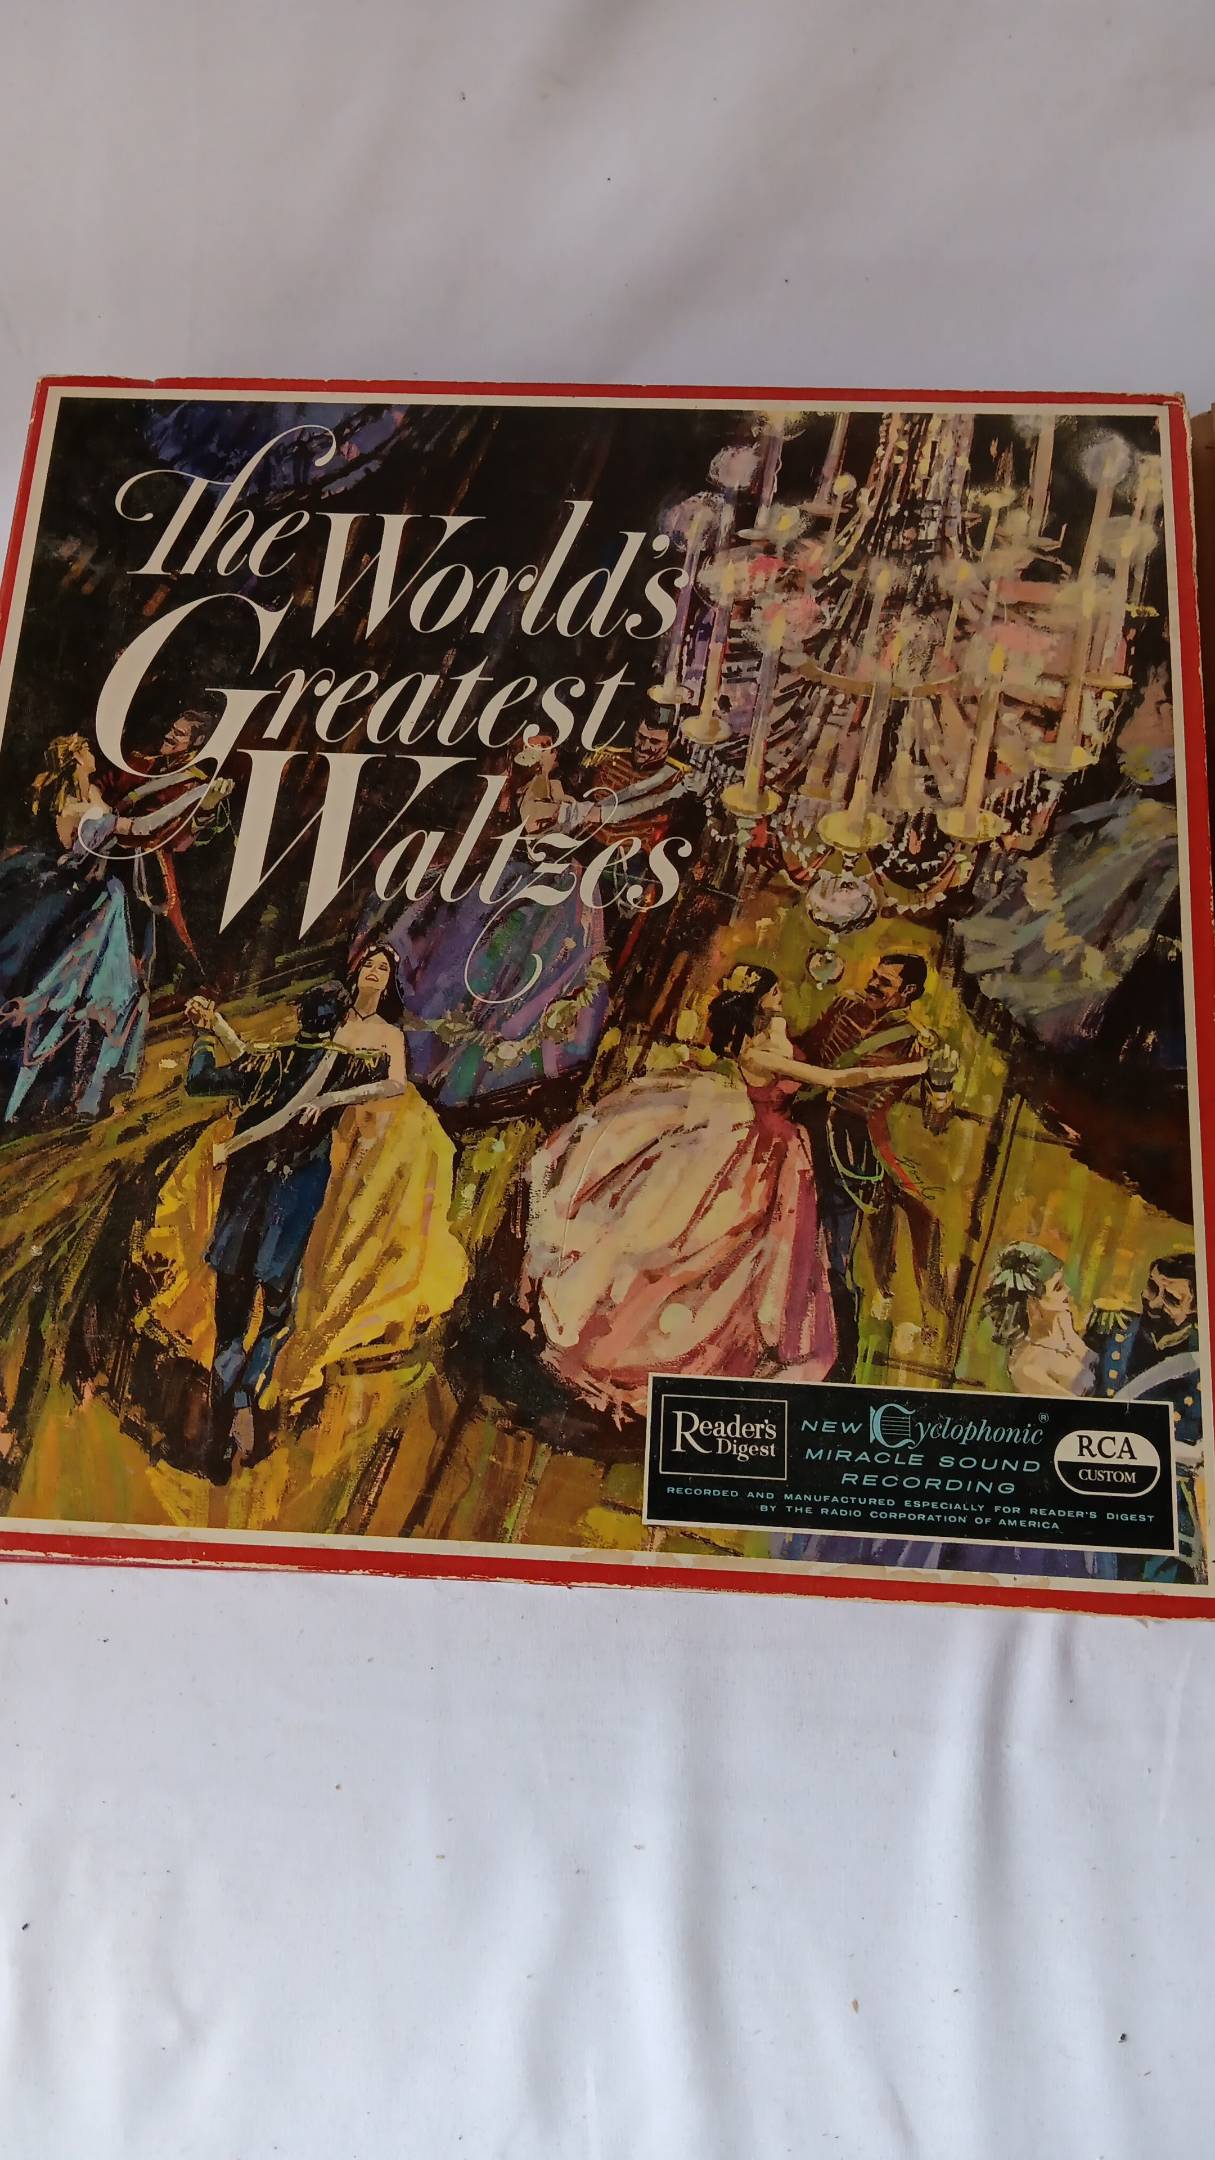 The World's
Greatest
Waltzes
Reader's
Digest
NEW Cyclophonic®
MIRACLE SOUND
RECORDING
RCA
CUSTOM
RECORDED AND MANUFACTURED ESPECIALLY FOR READER'S DIGEST
BY THE RADIO CORPORATION OF AMERICA